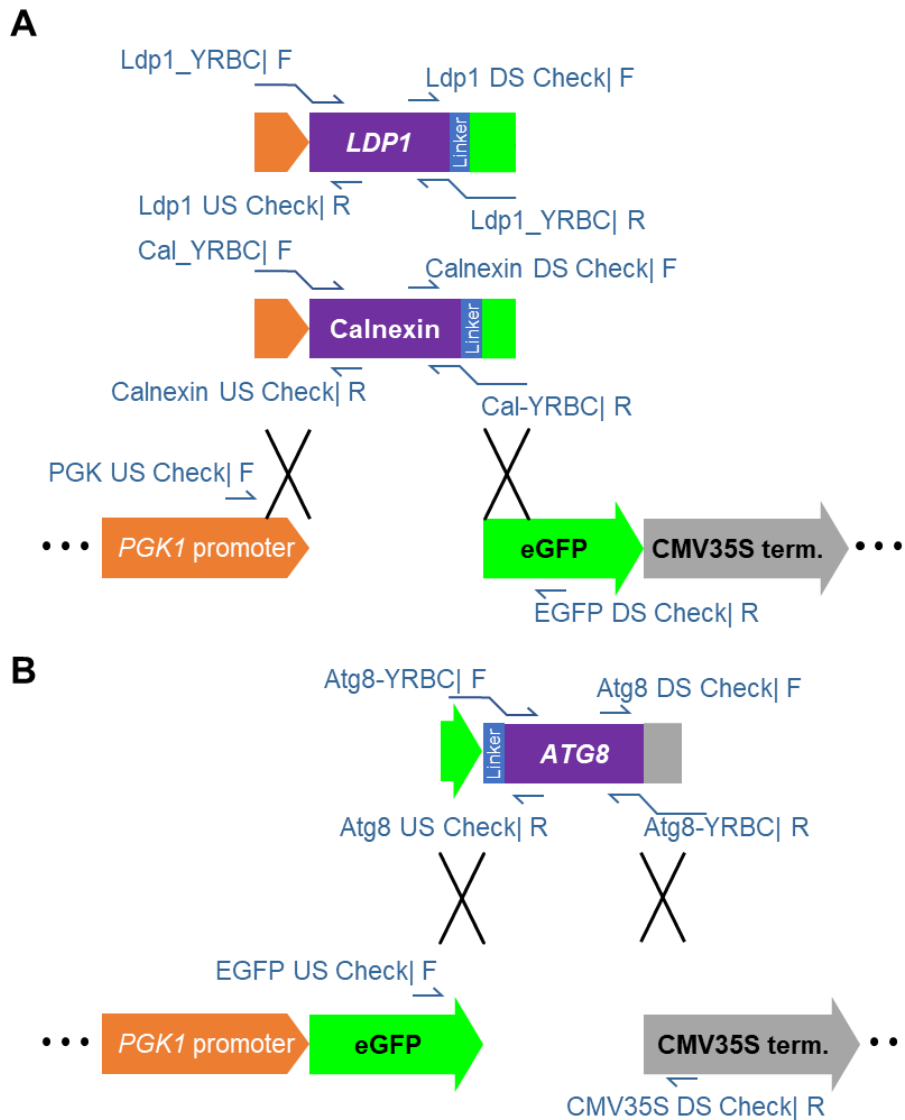 A
Ldp1_YRBC| F
Ldp1 DS Check| F
LDP1
Linker
Ldp1 US Check| R
Ldp1_YRBC| R
Cal_YRBC| F
Calnexin DS Check| F
Calnexin
Linker
Calnexin US Check| R
Cal-YRBC| R
PGK US Check| F
••• PGK1 promoter
eGFP
CMV35S term. •••
EGFP DS Check| R
B
Atg8-YRBC| F
Atg8 DS Check| F
Linker
ATG8
Atg8 US Check| R
Atg8-YRBC| R
EGFP US Check| F
••• PGK1 promoter
eGFP
CMV35S term. ••
CMV35S DS Check| R